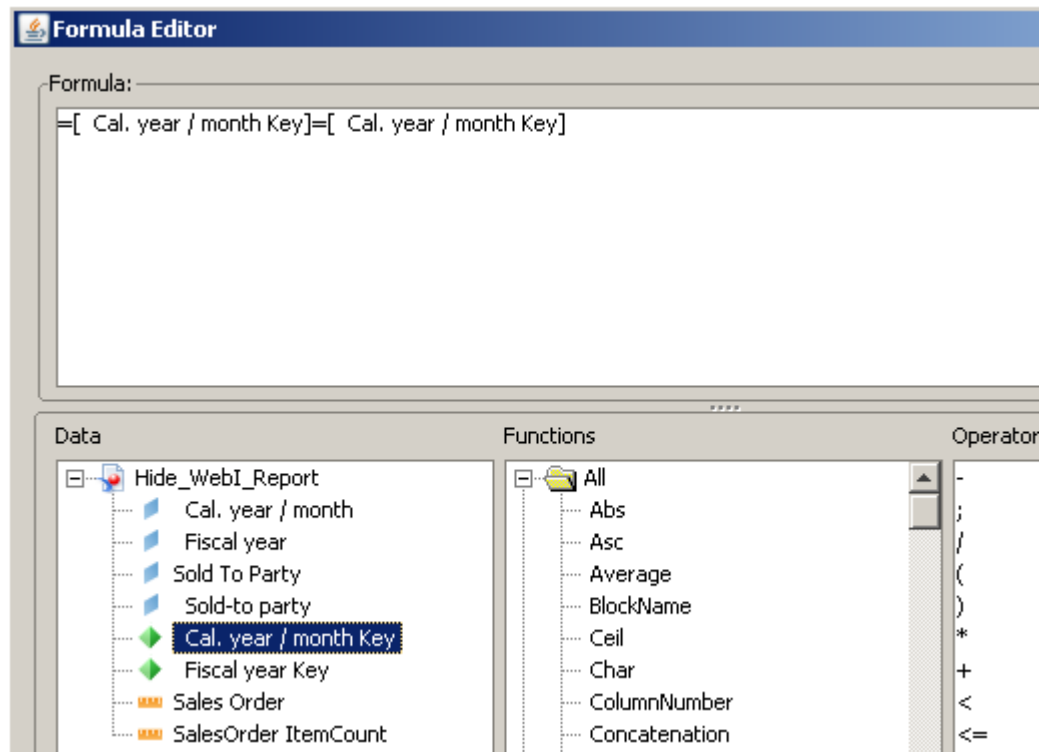 Formula Editor
Formula:
=[  Cal. year / month Key]=[  Cal. year / month Key]
Data
Hide_WebI_Report
Cal. year / month
Fiscal year
Sold To Party
Sold-to party
Cal. year / month Key
Fiscal year Key
Sales Order
SalesOrder ItemCount
Functions
All
Abs
Asc
Average
BlockName
Ceil
Char
ColumnNumber
Concatenation
Operator
-
;
/
(
)
*
+
<
<=